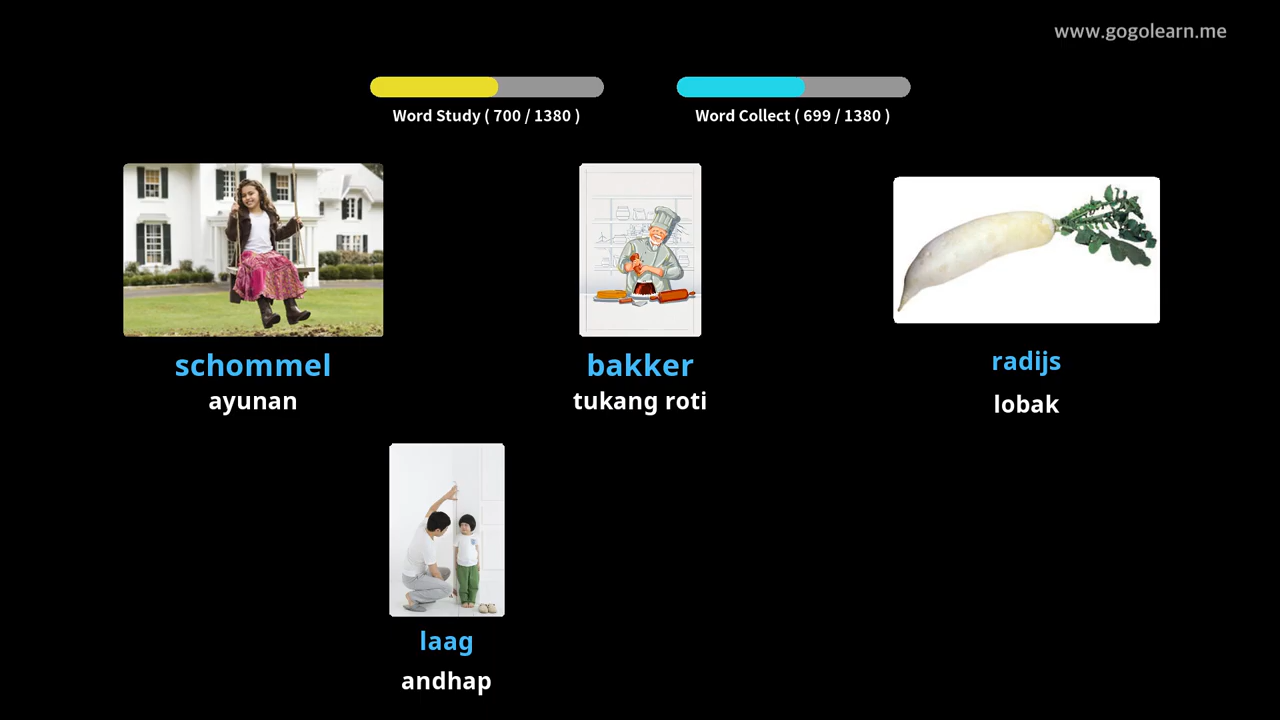 www.gogolearn.me
Word Study ( 700 / 1380 )
Word Collect ( 699 / 1380 )
schommel
ayunan
bakker
tukang roti
radijs
lobak
laag
andhap